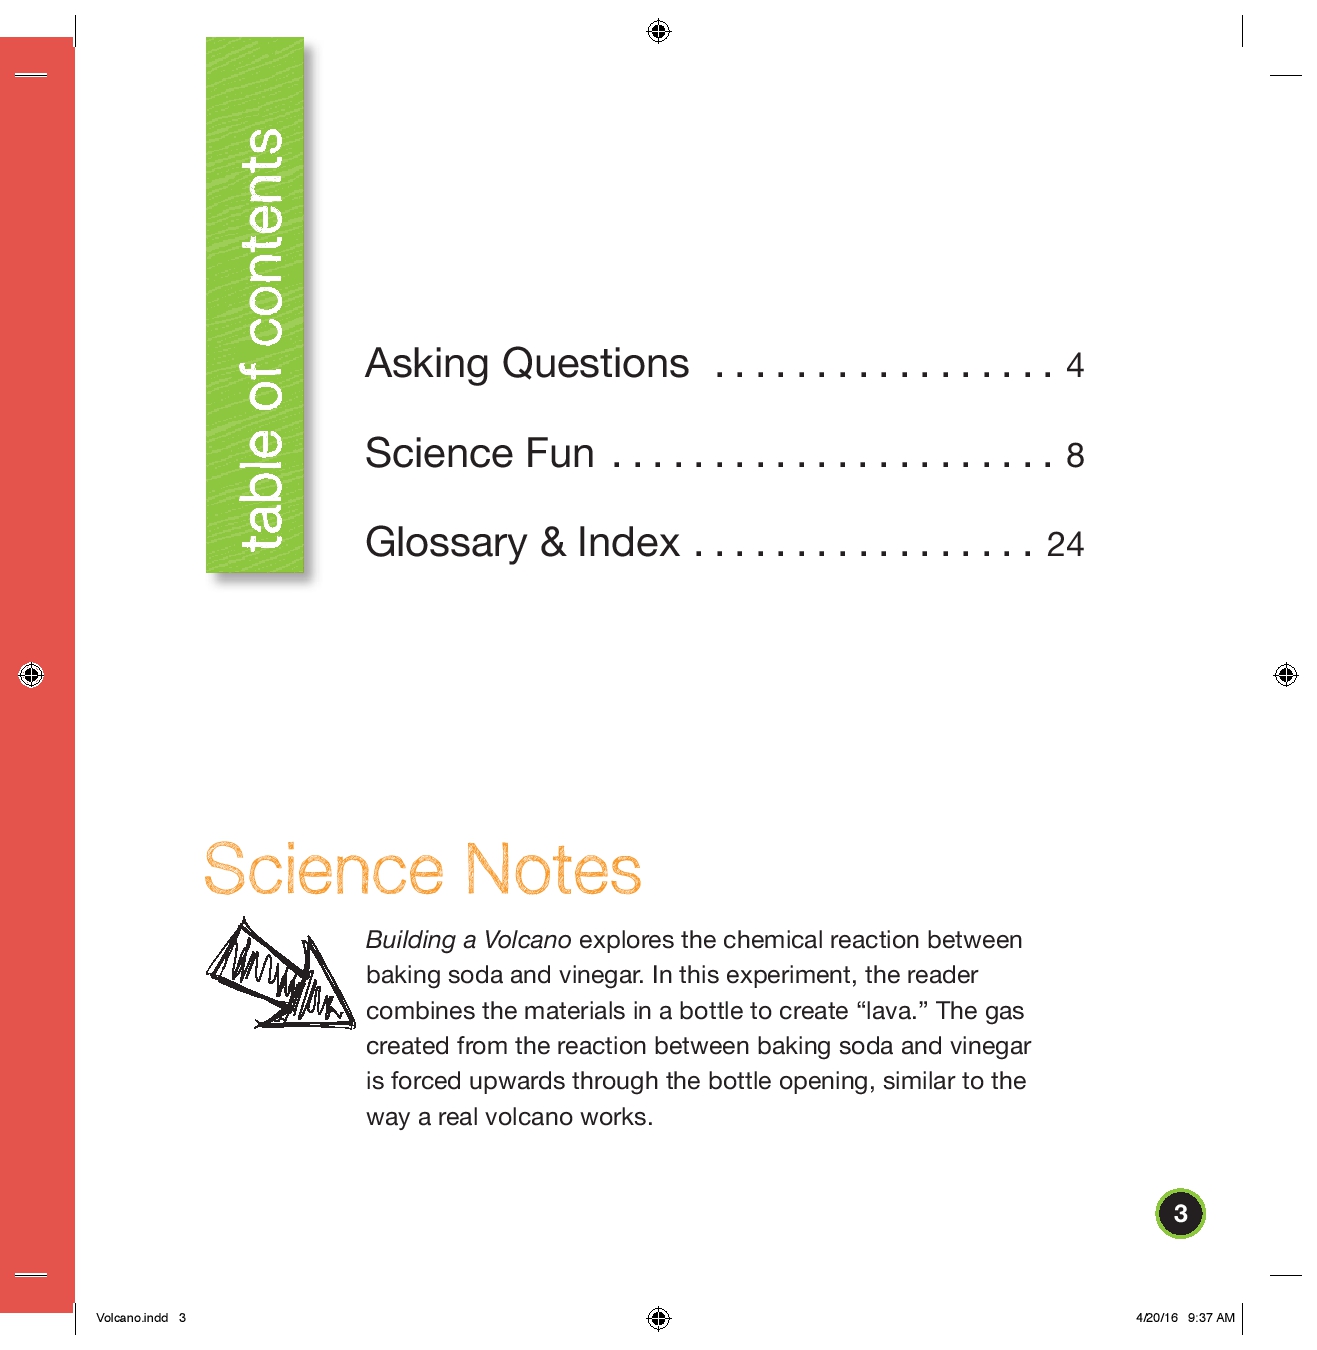 table of contents
Asking Questions . . . . . . . . . . . . . . . . . 4
Science Fun . . . . . . . . . . . . . . . . . . . . . . 8
Glossary & Index . . . . . . . . . . . . . . . . . 24
Science Notes
Building a Volcano explores the chemical reaction between
baking soda and vinegar. In this experiment, the reader
combines the materials in a bottle to create “lava.” The gas
created from the reaction between baking soda and vinegar
is forced upwards through the bottle opening, similar to the
way a real volcano works.
3
Volcano.indd 3
4/20/16 9:37 AM